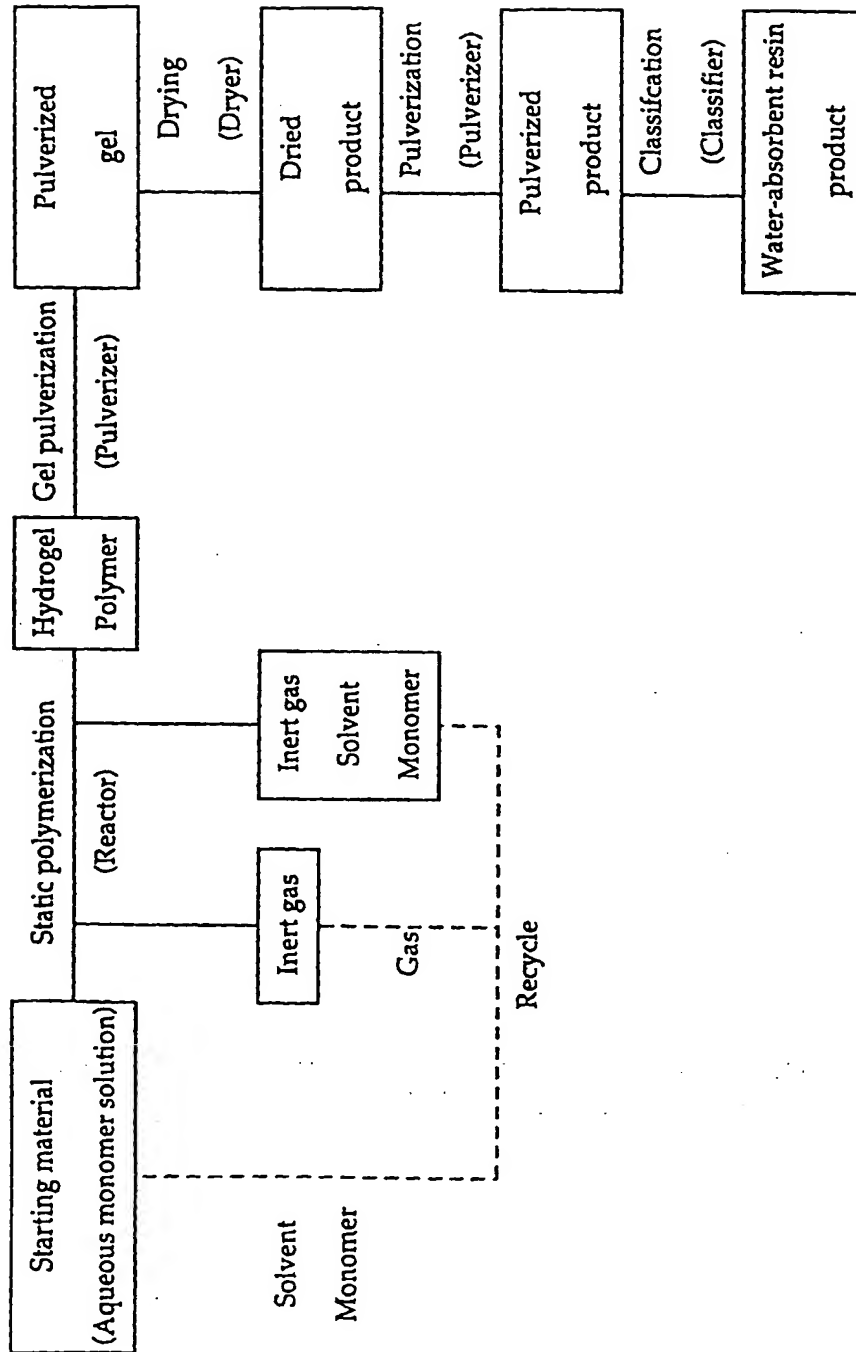 Starting material
(Aqueous monomer solution)
Static polymerization
(Reactor)
Hydrogel
Polymer
Gel pulverization
(Pulverizer)
Pulverized
gel
Drying
(Dryer)
Dried
product
Pulverization
(Pulverizer)
Pulverized
product
Classifcation
(Classifier)
Water-absorbent resin
product
Inert gas
Inert gas
Solvent
Monomer
Gas
Solvent
Monomer
Recycle